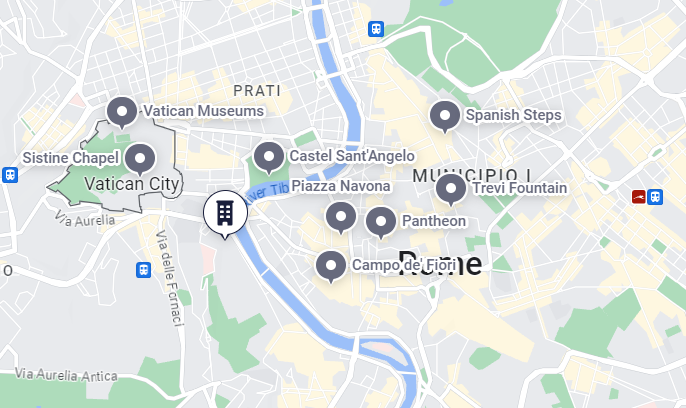 PRATI
Vatican Museums
Spanish Steps
Sistine Chapel
Castel Sant'Angelo
MUNICIPIO I
Vatican City
Piazza Navona
Trevi Fountain
Via Aurelia
Pantheon
Via delle Fornaci
Campo de' Fiori
Rome
Via Aurelia Antica